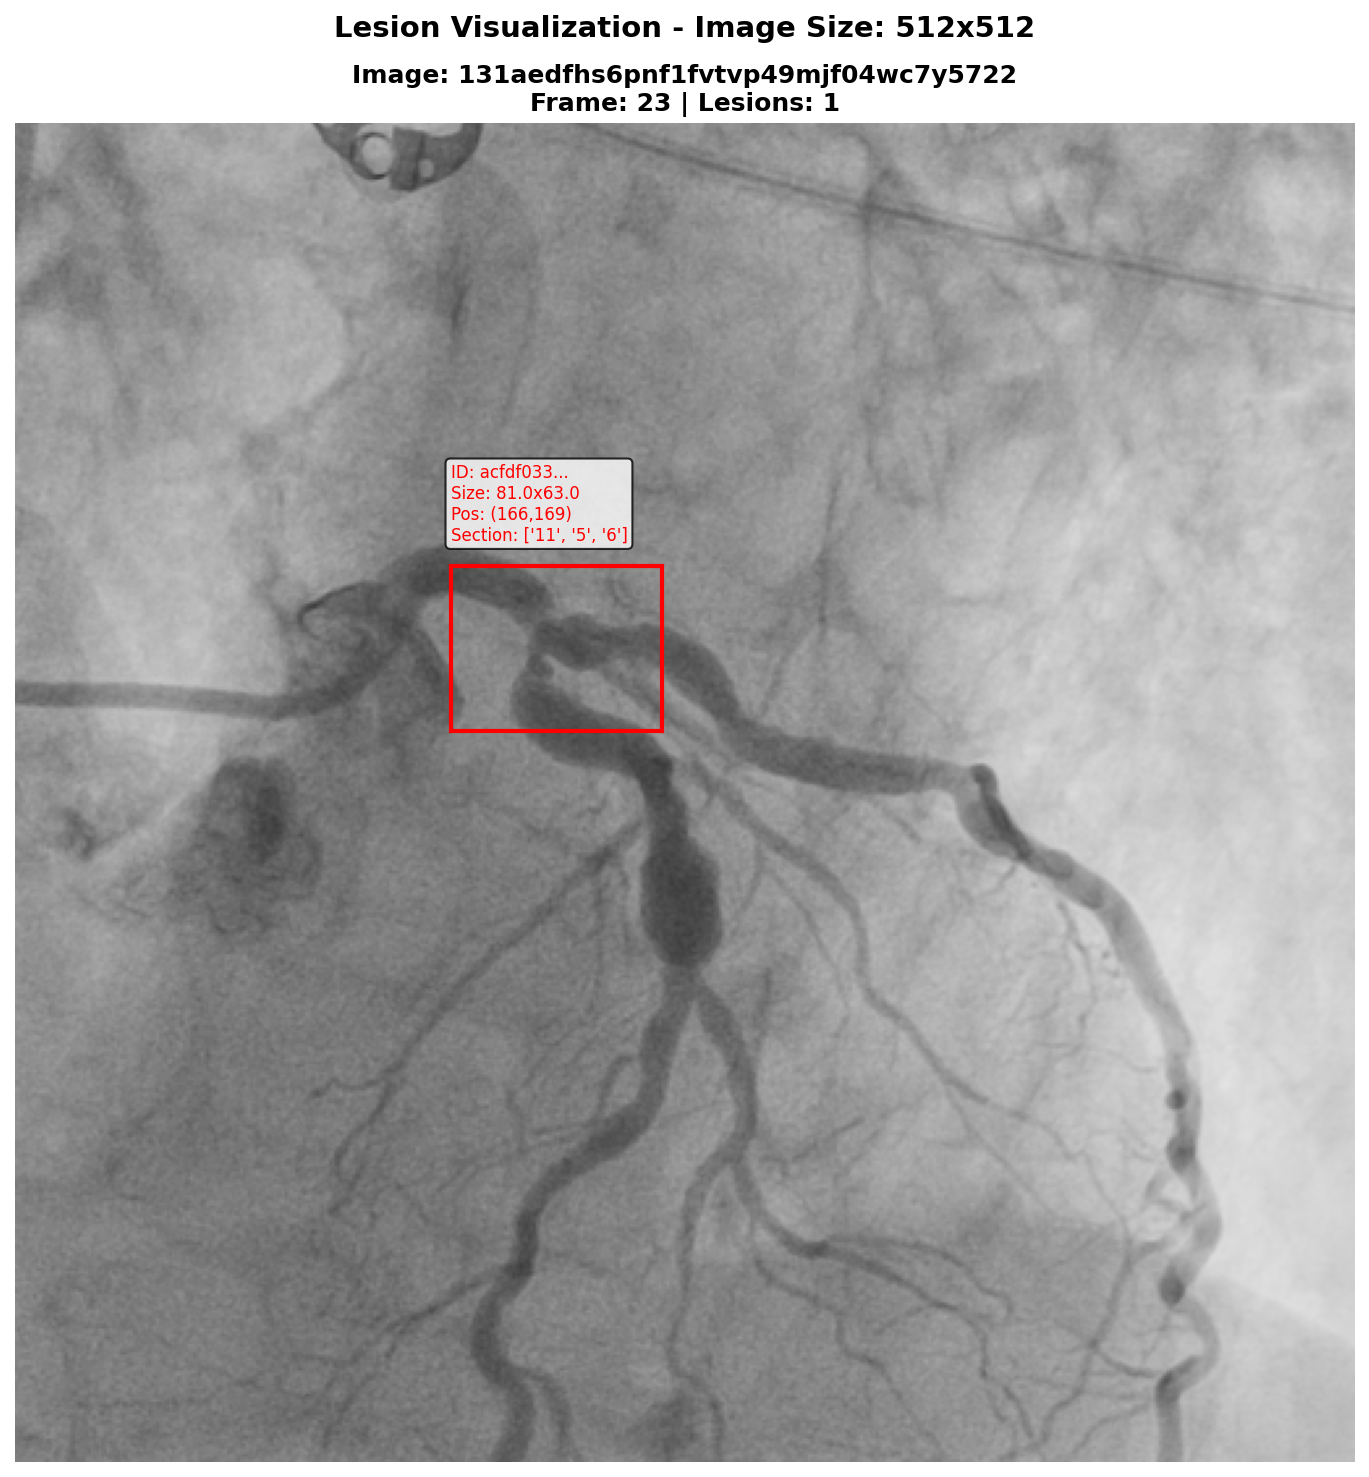 Lesion Visualization - Image Size: 512x512
Image: 131aedfhs6pnf1fvtvp49mjf04wc7y5722
Frame: 23 | Lesions: 1
ID: acfdf033...
Size: 81.0x63.0
Pos: (166,169)
Section: ['11', '5', '6']